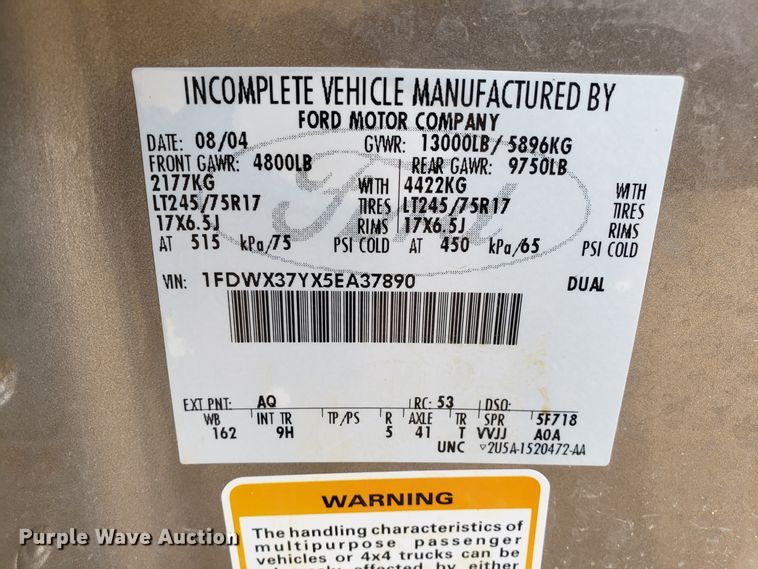 INCOMPLETE VEHICLE MANUFACTURED BY
FORD MOTOR COMPANY
DATE: 08/04 GVWR: 13000LB/ 5896KG
FRONT GAWR: 4800LB REAR GAWR: 9750LB
2177KG WITH 4422KG WITH
LT245/75R17 TIRES LT245/75R17 TIRES
17X6.5J RIMS 17X6.5J RIMS
AT 515 kPa/75 PSI COLD AT 450 kPa/65 PSI COLD
Ford
VIN: 1FDWX37YX5EA37890 DUAL
EXT PNT: AQ RC: 53 DSO:
WB INT TR TP/PS R AXLE TR SPR 5F718
162 9H 5 41 T VVJJ A0A
UNC ▽2U5A-1520472-AA
WARNING
The handling characteristics of
multipurpose passenger
vehicles or 4x4 trucks can be
affected by either
Purple Wave Auction